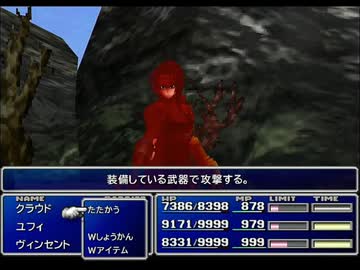 装備している武器で攻撃する。
NAME HP MP LIMIT TIME
クラウド たたかう 7386/8398 878
ユフィ Wしょうかん 9171/9999 979
ヴィンセント Wアイテム 8331/9999 999